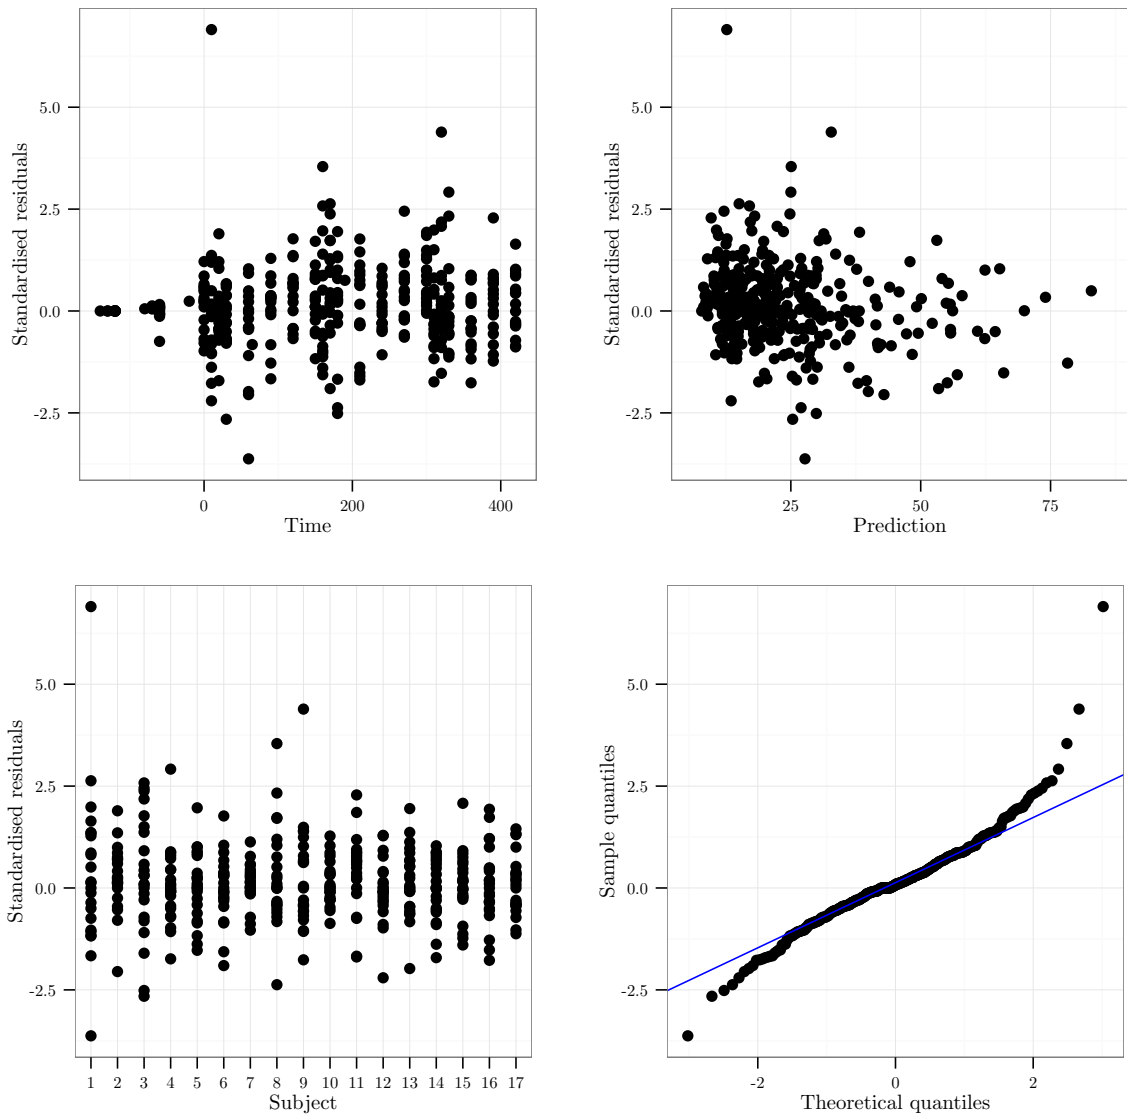 Standardised residuals
5.0
2.5
0.0
-2.5
0 200 400
Time
Standardised residuals
5.0
2.5
0.0
-2.5
25 50 75
Prediction
Standardised residuals
5.0
2.5
0.0
-2.5
1 2 3 4 5 6 7 8 9 10 11 12 13 14 15 16 17
Subject
Sample quantiles
5.0
2.5
0.0
-2.5
-2 0 2
Theoretical quantiles